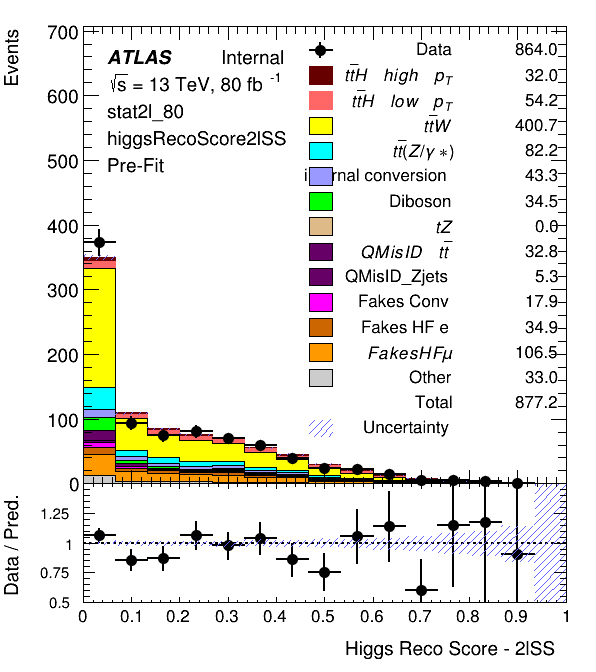 Events
700
600
500
400
300
200
100
0
ATLAS Internal
√s = 13 TeV, 80 fb⁻¹
stat2l_80
higgsRecoScore2lSS
Pre-Fit
Data 864.0
tt̄H high p_T 32.0
tt̄H low p_T 54.2
tt̄W 400.7
tt̄(Z/γ*) 82.2
i rnal conversion 43.3
Diboson 34.5
tZ 0.0
QMisID tt̄ 32.8
QMisID_Zjets 5.3
Fakes Conv 17.9
Fakes HF e 34.9
FakesHFμ 106.5
Other 33.0
Total 877.2
Uncertainty
Data / Pred.
1.25
1
0.75
0.5
0 0.1 0.2 0.3 0.4 0.5 0.6 0.7 0.8 0.9 1
Higgs Reco Score - 2lSS